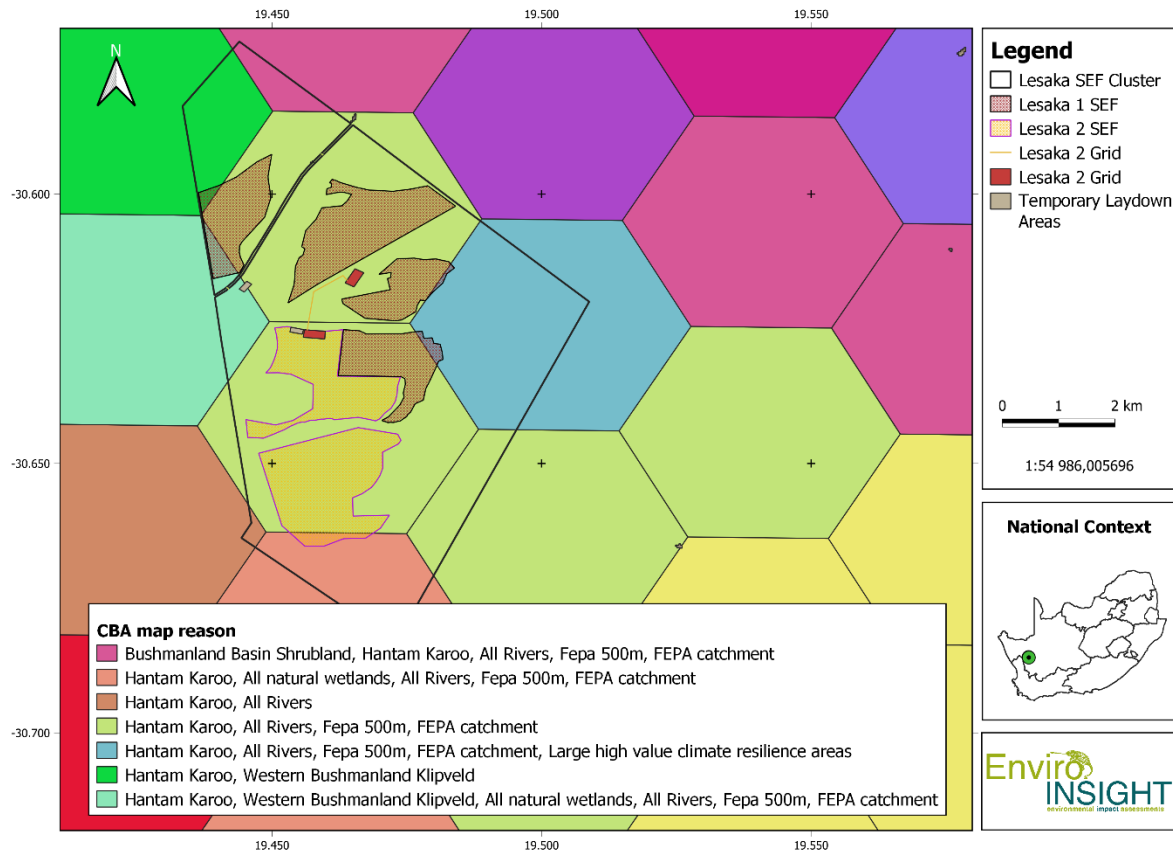 19.450 19.500 19.550
N
-30.600
-30.650
-30.700
CBA map reason
Bushmanland Basin Shrubland, Hantam Karoo, All Rivers, Fepa 500m, FEPA catchment
Hantam Karoo, All natural wetlands, All Rivers, Fepa 500m, FEPA catchment
Hantam Karoo, All Rivers
Hantam Karoo, All Rivers, Fepa 500m, FEPA catchment
Hantam Karoo, All Rivers, Fepa 500m, FEPA catchment, Large high value climate resilience areas
Hantam Karoo, Western Bushmanland Klipveld
Hantam Karoo, Western Bushmanland Klipveld, All natural wetlands, All Rivers, Fepa 500m, FEPA catchment
19.450 19.500 19.550
Legend
Lesaka SEF Cluster
Lesaka 1 SEF
Lesaka 2 SEF
Lesaka 2 Grid
Lesaka 2 Grid
Temporary Laydown
Areas
0 1 2 km
1:54 986,005696
National Context
-30.600
-30.650
-30.700
Enviro
INSIGHT
environmental impact assessments